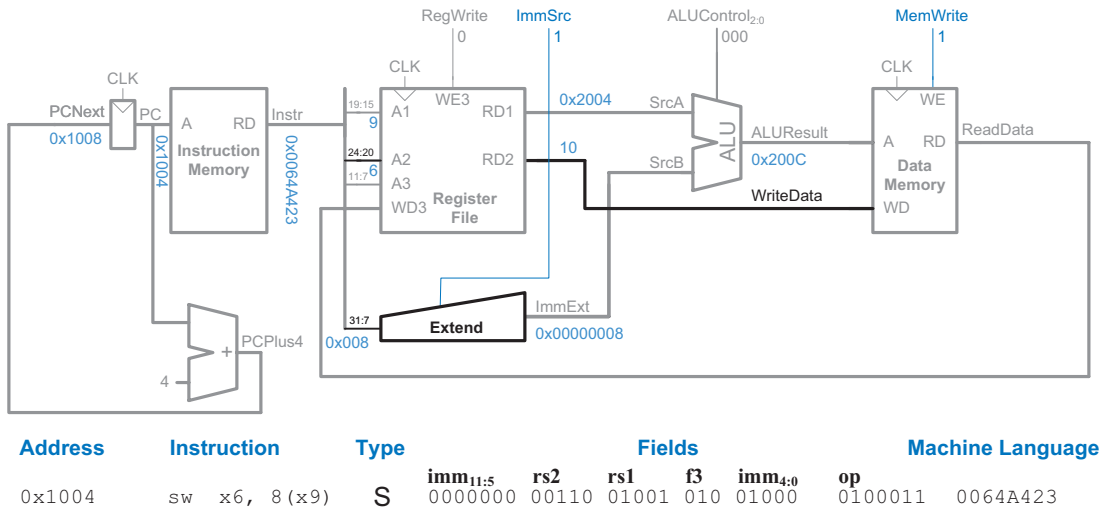 RegWrite ImmSrc ALUControl2:0 MemWrite
0 1 000 1
CLK CLK CLK
PCNext PC A RD Instr 19:15 A1 WE3 RD1 0x2004 SrcA WE
0x1008 0x1004 Instruction Memory 0x0064A423 9
24:20 A2 RD2 10 SrcB ALU ALUResult A RD ReadData
6 0x200C Data Memory
11:7 A3
WD3 Register File WriteData WD
31:7 Extend ImmExt
0x008 0x00000008
PCPlus4
+
4
Address Instruction Type Fields Machine Language
imm11:5 rs2 rs1 f3 imm4:0 op
0x1004 sw x6, 8(x9) S 0000000 00110 01001 010 01000 0100011 0064A423